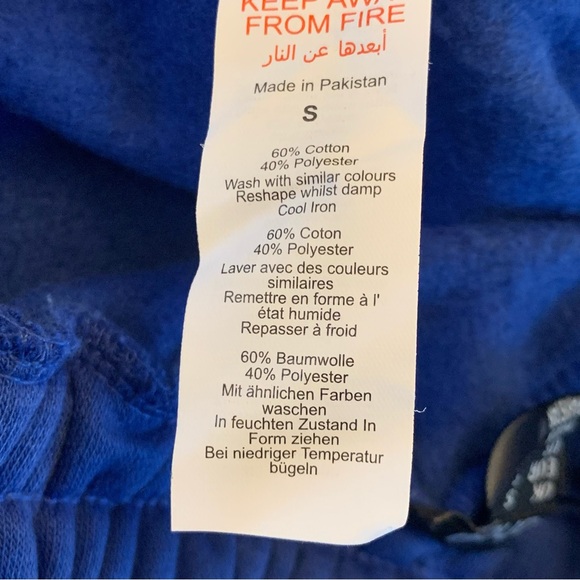 KEEP AWAY
FROM FIRE
أبعدها عن النار
Made in Pakistan
S
60% Cotton
40% Polyester
Wash with similar colours
Reshape whilst damp
Cool Iron
60% Coton
40% Polyester
Laver avec des couleurs
similaires
Remettre en forme à l'
état humide
Repasser à froid
60% Baumwolle
40% Polyester
Mit ähnlichen Farben
waschen
In feuchten Zustand In
Form ziehen
Bei niedriger Temperatur
bügeln